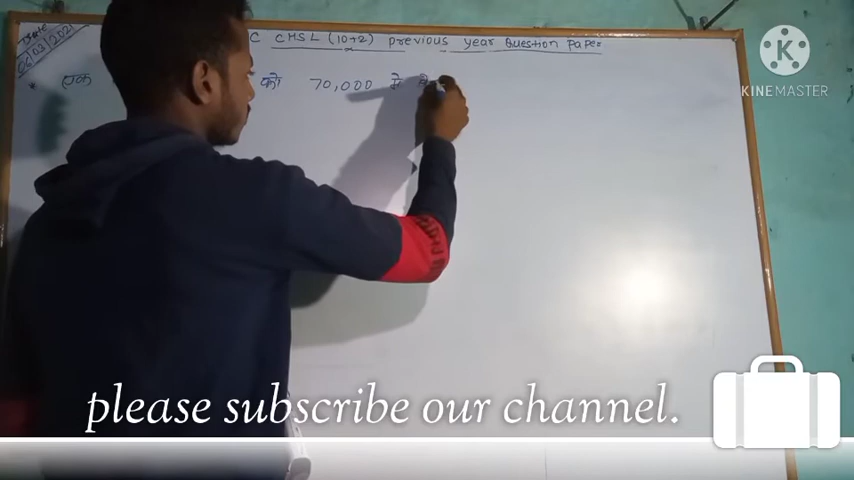 Date
C CHSL (10+2) previous year Question paper
एक को 70,000 मे
K
KINEMASTER
please subscribe our channel.